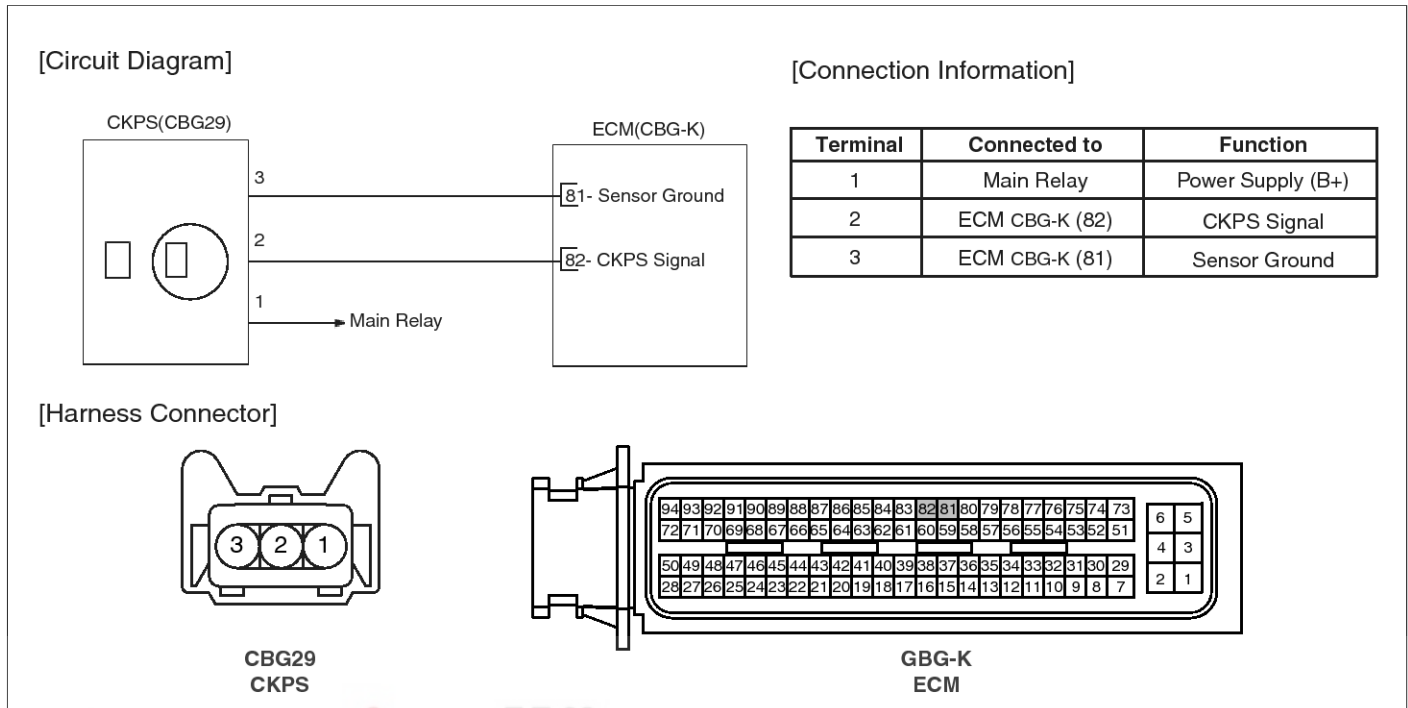 [Circuit Diagram]
CKPS(CBG29)
ECM(CBG-K)
3
81- Sensor Ground
2
82- CKPS Signal
1
Main Relay
[Connection Information]
Terminal Connected to Function
1 Main Relay Power Supply (B+)
2 ECM CBG-K (82) CKPS Signal
3 ECM CBG-K (81) Sensor Ground
[Harness Connector]
3 2 1
CBG29
CKPS
94 93 92 91 90 89 88 87 86 85 84 83 82 81 80 79 78 77 76 75 74 73
72 71 70 69 68 67 66 65 64 63 62 61 60 59 58 57 56 55 54 53 52 51
50 49 48 47 46 45 44 43 42 41 40 39 38 37 36 35 34 33 32 31 30 29
28 27 26 25 24 23 22 21 20 19 18 17 16 15 14 13 12 11 10 9 8 7
6 5
4 3
2 1
GBG-K
ECM